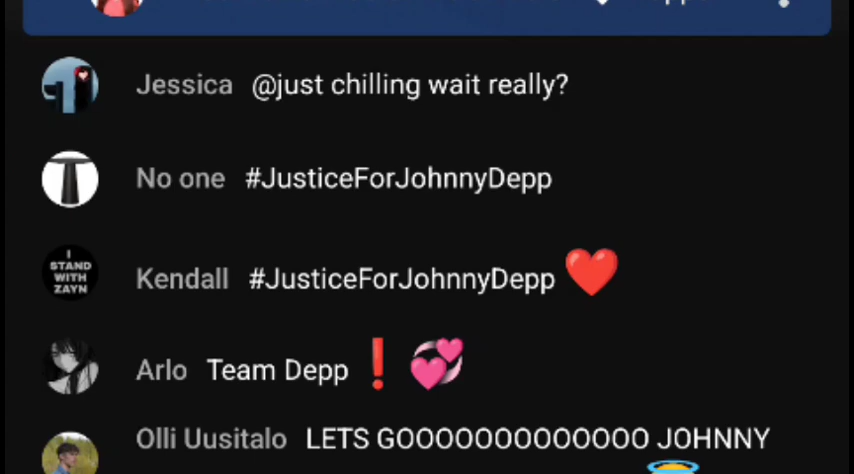 Jessica @just chilling wait really?
No one #JusticeForJohnnyDepp
I
STAND
WITH
ZAYN
Kendall #JusticeForJohnnyDepp ❤️
Arlo Team Depp ❗ 💞
Olli Uusitalo LETS GOOOOOOOOOOOOO JOHNNY